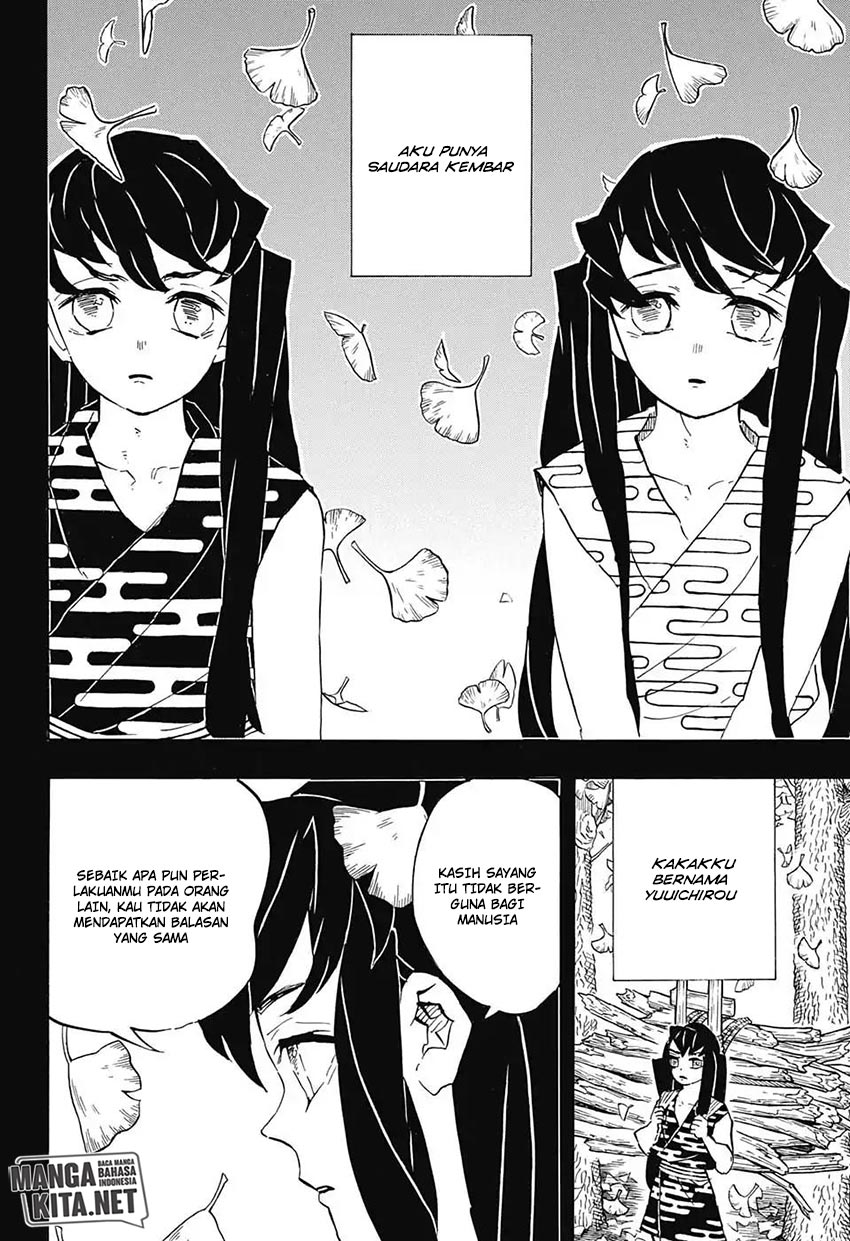 AKU PUNYA
SAUDARA KEMBAR
KAKAKKU
BERNAMA
YUUICHIROU
KASIH SAYANG
ITU TIDAK BER-
GUNA BAGI
MANUSIA
SEBAIK APA PUN PER-
LAKUANMU PADA ORANG
LAIN, KAU TIDAK AKAN
MENDAPATKAN BALASAN
YANG SAMA
MANGA
KITA.NET
BACA MANGA
BAHASA
INDONESIA